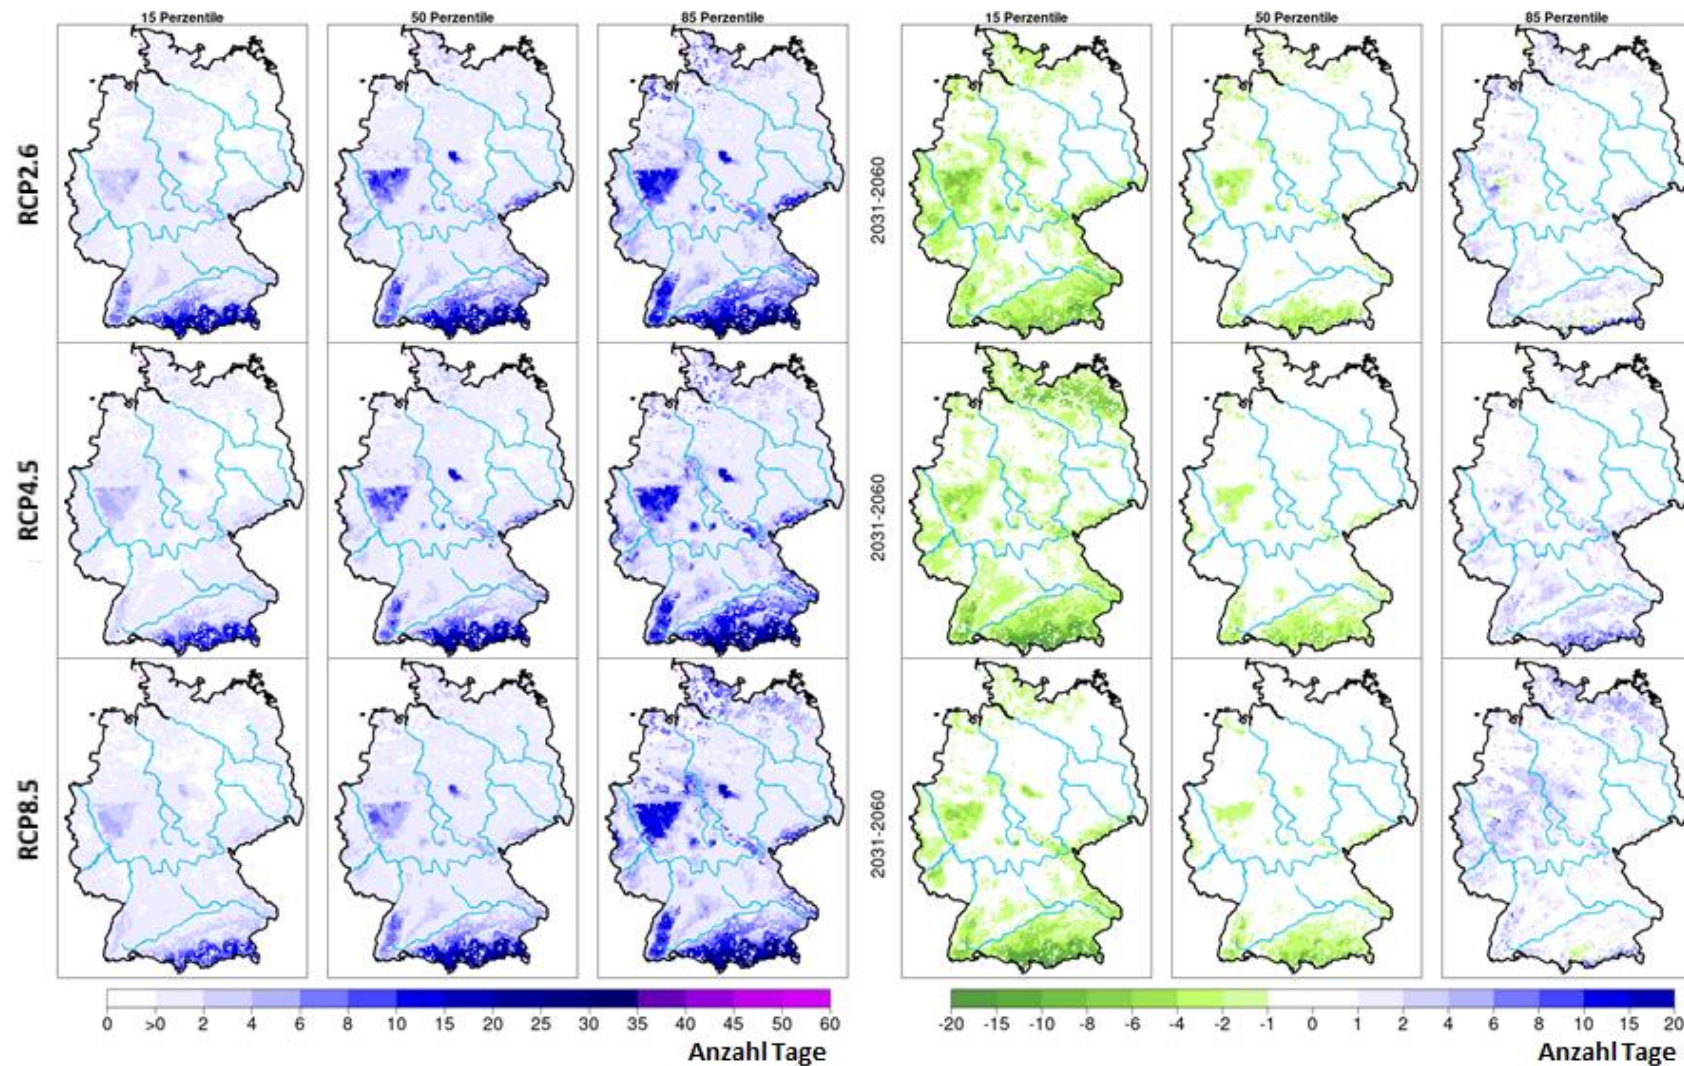 15 Perzentile 50 Perzentile 85 Perzentile 15 Perzentile 50 Perzentile 85 Perzentile
RCP2.6
2031-2060
RCP4.5
2031-2060
RCP8.5
2031-2060
0 >0 2 4 6 8 10 15 20 25 30 35 40 45 50 60
-20 -15 -10 -8 -6 -4 -2 -1 0 1 2 4 6 8 10 15 20
Anzahl Tage Anzahl Tage